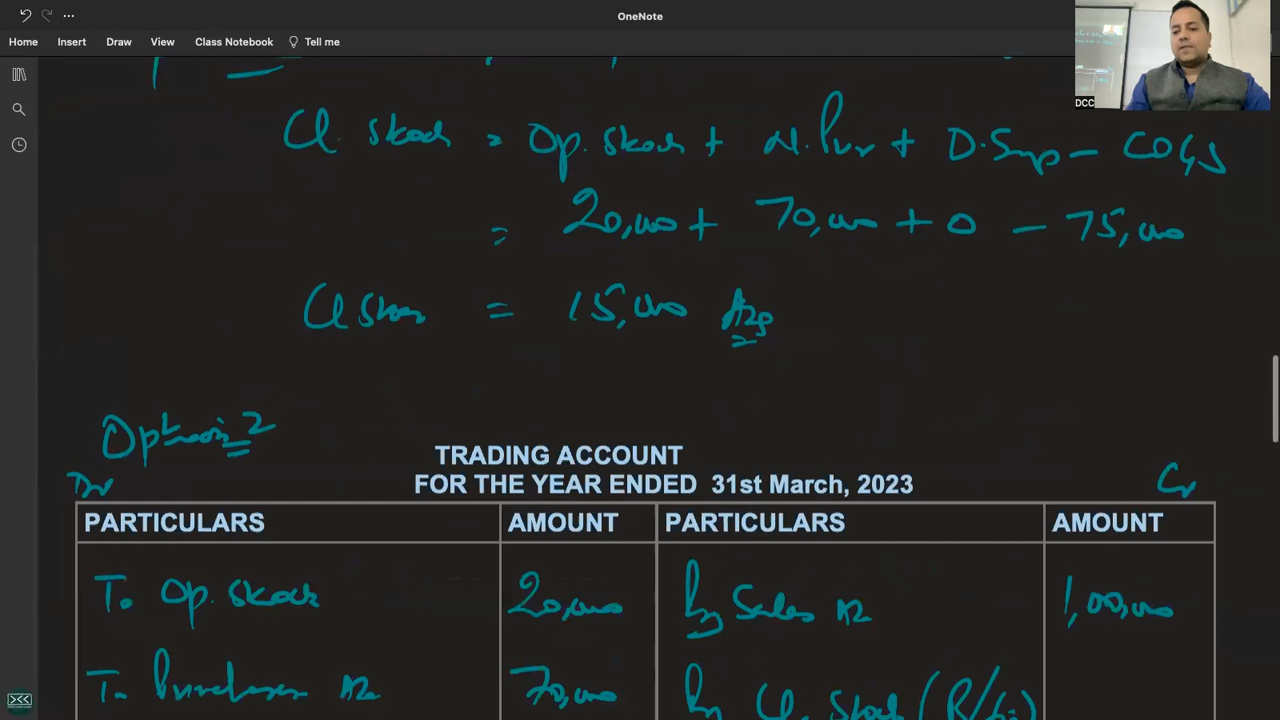 OneNote
Home Insert Draw View Class Notebook Tell me
DCC
Cl. Stock = Op. Stock + N. Pur + D. Exp - COGS
= 20,000 + 70,000 + 0 - 75,000
Cl Stock = 15,000 Ans
Option 2
TRADING ACCOUNT
Dr FOR THE YEAR ENDED 31st March, 2023 Cr
PARTICULARS AMOUNT PARTICULARS AMOUNT
To Op. Stock 20,000 By Sales A/c 1,00,000
To Purchases A/c 70,000 By Cl. Stock (B/fig)